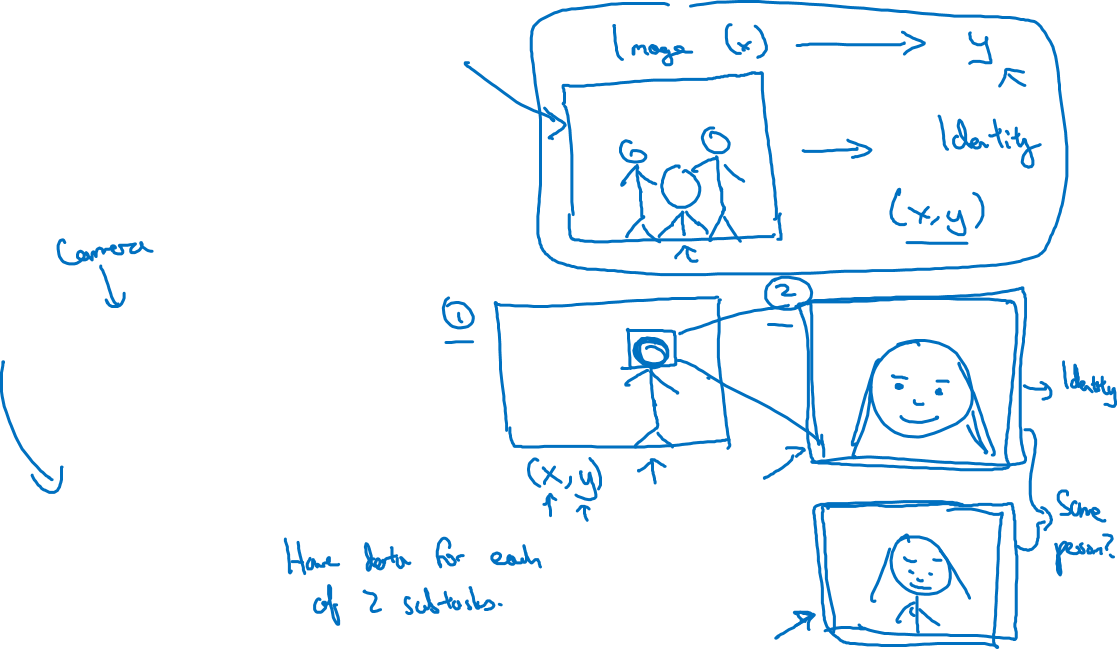 Image (x) → y
→ Identity
(x,y)
Camera
1
2
→ Identity
(x,y)
Same
person?
Have data for each
of 2 subtasks.